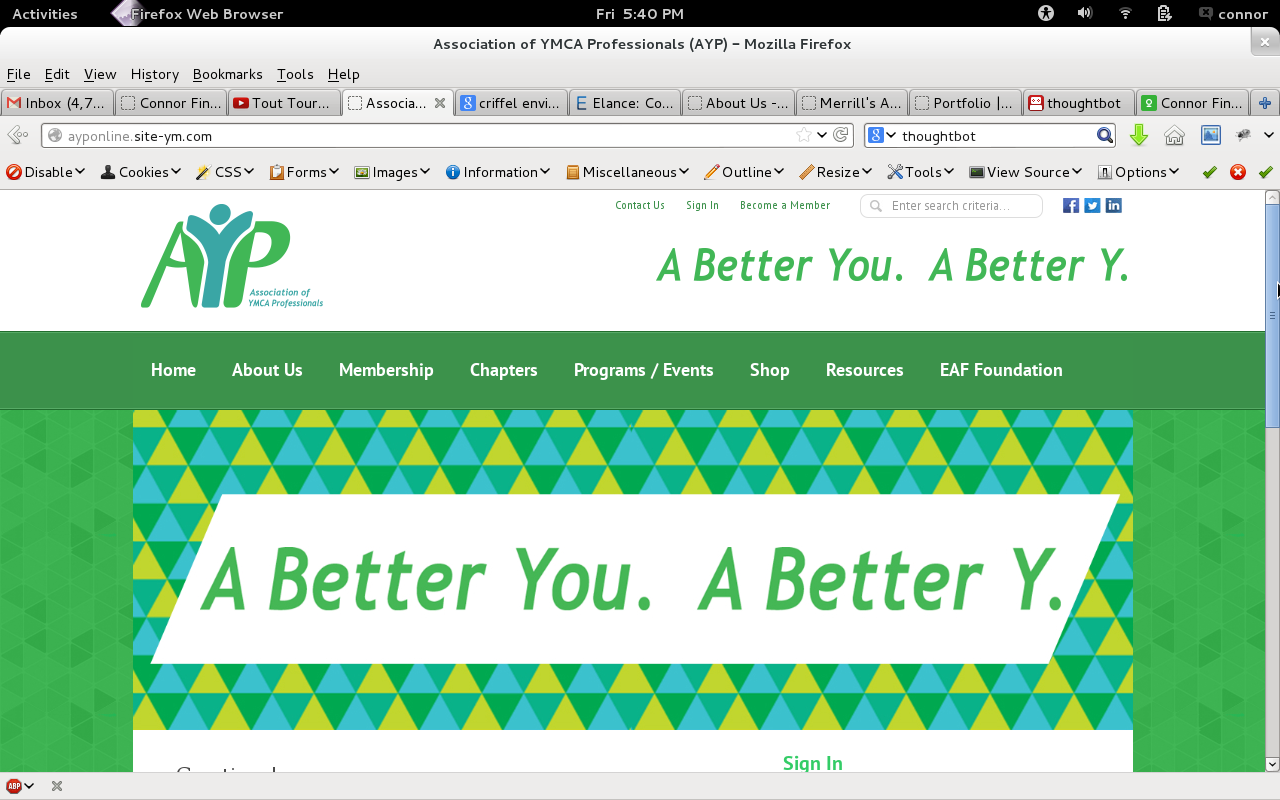 Activities Firefox Web Browser Fri 5:40 PM connor
Association of YMCA Professionals (AYP) – Mozilla Firefox
File Edit View History Bookmarks Tools Help
Inbox (4,7... Connor Fin... Tout Tour... Associa... criffel envi... Elance: Co... About Us -... Merrill's A... Portfolio |... thoughtbot Connor Fin...
ayponline.site-ym.com thoughtbot
Disable Cookies CSS Forms Images Information Miscellaneous Outline Resize Tools View Source Options
Contact Us Sign In Become a Member Enter search criteria...
AYP
Association of
YMCA Professionals
A Better You. A Better Y.
Home About Us Membership Chapters Programs / Events Shop Resources EAF Foundation
A Better You. A Better Y.
Sign In
ABP